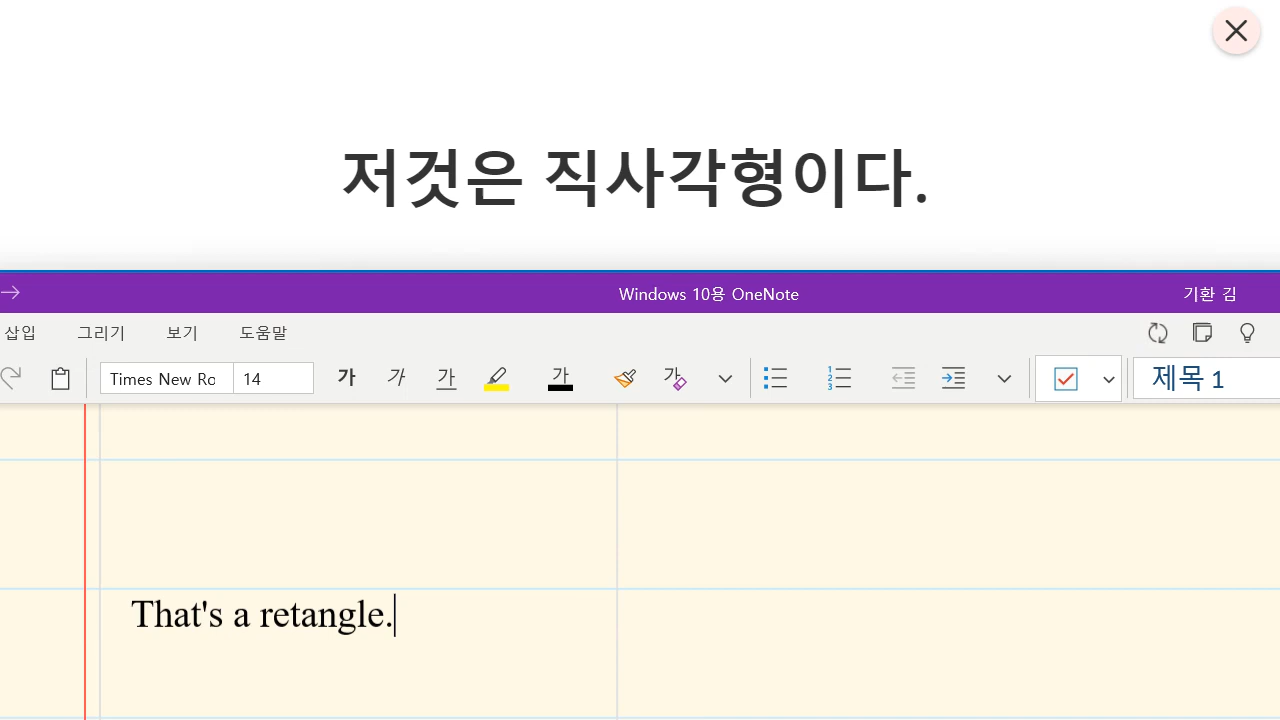 저것은 직사각형이다.
Windows 10용 OneNote
기환 김
삽입 그리기 보기 도움말
Times New Ro 14 가 가 가 가 가 제목 1
That's a retangle.